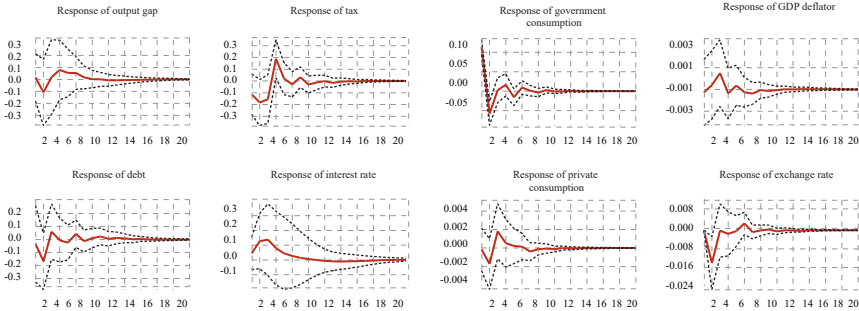 Response of output gap
0.3
0.2
0.1
0.0
-0.1
-0.2
-0.3
2 4 6 8 10 12 14 16 18 20
Response of tax
0.3
0.2
0.1
0.0
-0.1
-0.2
-0.3
2 4 6 8 10 12 14 16 18 20
Response of government
consumption
0.10
0.05
0.00
-0.05
2 4 6 8 10 12 14 16 18 20
Response of GDP deflator
0.003
0.001
-0.001
-0.003
2 4 6 8 10 12 14 16 18 20
Response of debt
0.2
0.1
0.0
-0.1
-0.2
-0.3
2 4 6 8 10 12 14 16 18 20
Response of interest rate
0.3
0.2
0.1
0.0
-0.1
2 4 6 8 10 12 14 16 18 20
Response of private
consumption
0.004
0.002
0.000
-0.002
-0.004
2 4 6 8 10 12 14 16 18 20
Response of exchange rate
0.008
0.000
-0.008
-0.016
-0.024
2 4 6 8 10 12 14 16 18 20